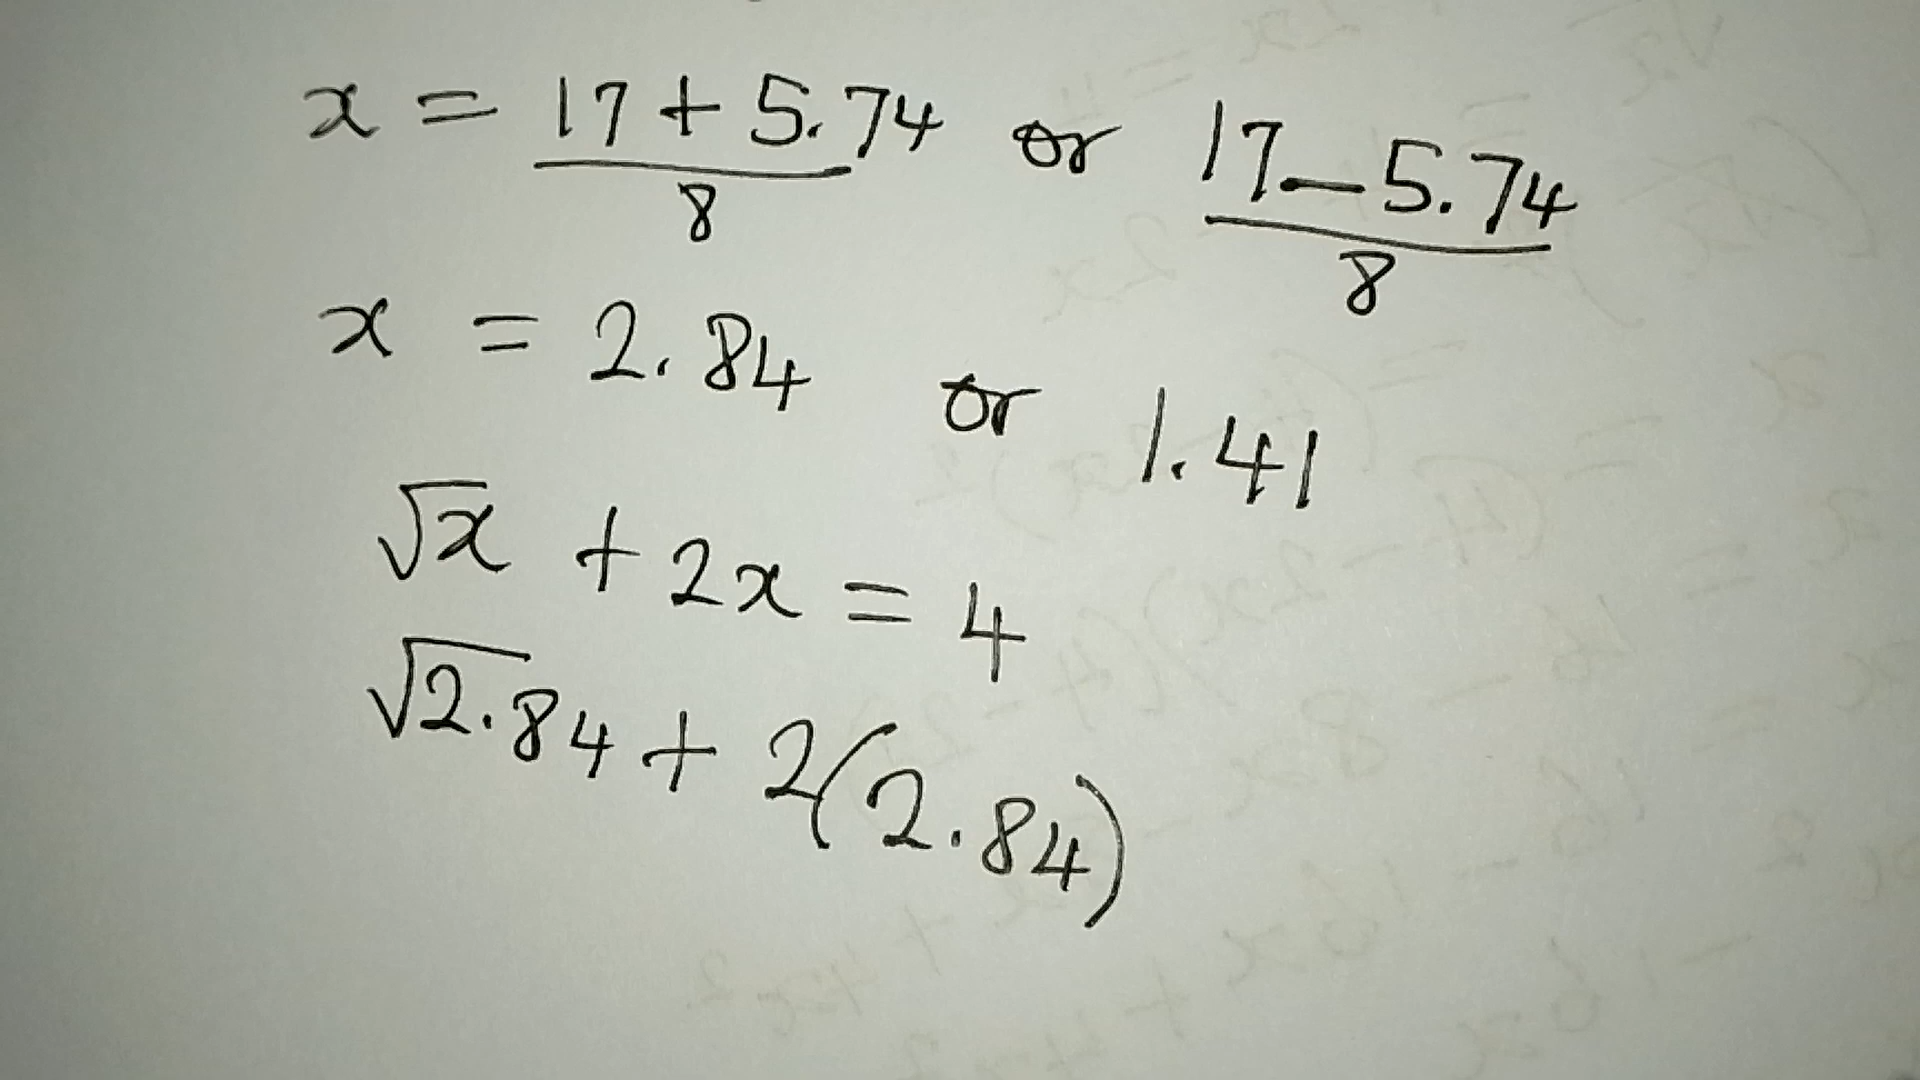 x = 17 + 5.74 / 8 or 17 - 5.74 / 8
x = 2.84 or 1.41
√x + 2x = 4
√2.84 + 2(2.84)